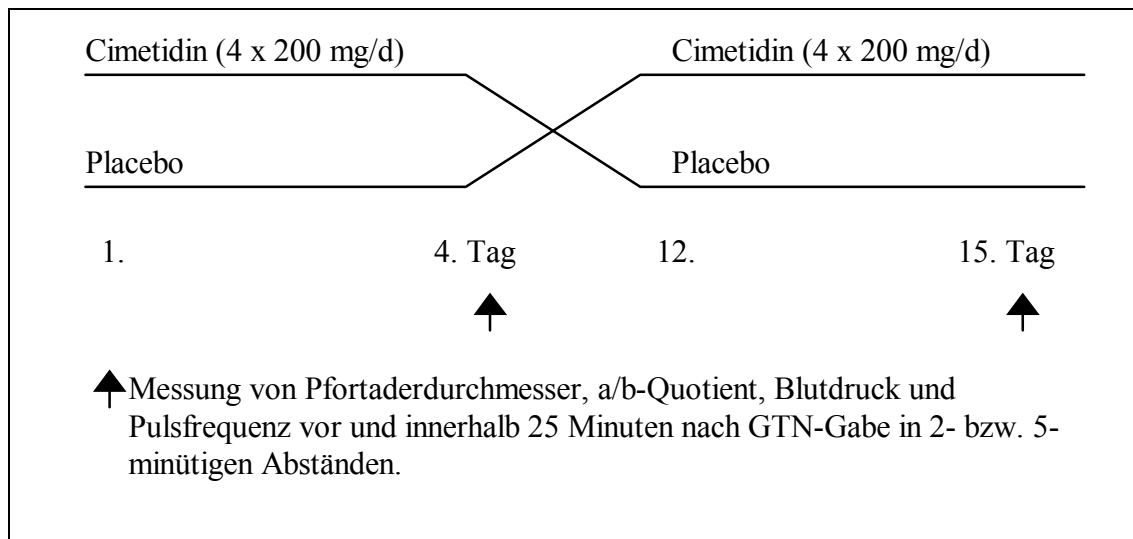 Cimetidin (4 x 200 mg/d) Cimetidin (4 x 200 mg/d)
Placebo Placebo
1. 4. Tag 12. 15. Tag
Messung von Pfortaderdurchmesser, a/b-Quotient, Blutdruck und
Pulsfrequenz vor und innerhalb 25 Minuten nach GTN-Gabe in 2- bzw. 5-
minütigen Abständen.